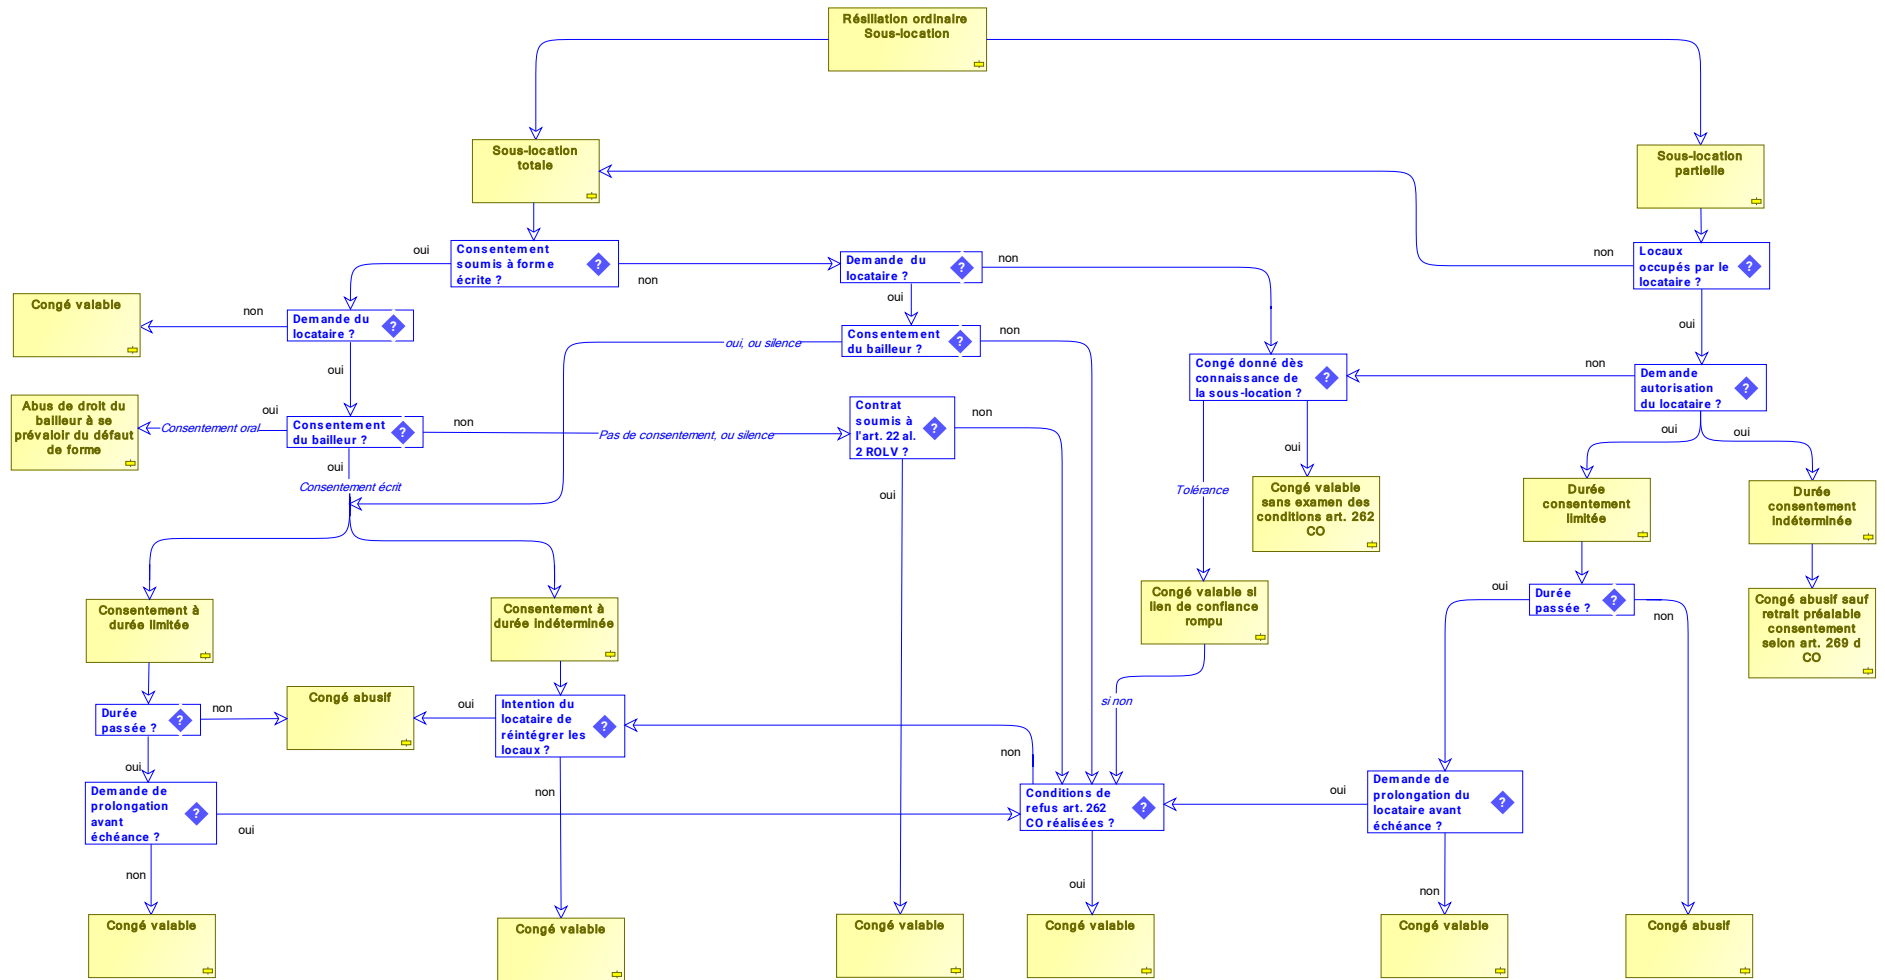 Résiliation ordinaire
Sous-location
Sous-location
totale
Sous-location
partielle
oui
Consentement
soumis à forme
écrite ?
?
non
Demande du
locataire ?
?
non
non
Locaux
occupés par le
locataire ?
?
Congé valable
non
Demande du
locataire ?
?
oui
Consentement
du bailleur ?
?
non
oui, ou silence
oui
oui
Congé donné dès
connaissance de
la sous-location ?
?
non
Demande
autorisation
du locataire ?
?
Abus de droit du
bailleur à se
prévaloir du défaut
de forme
oui
Consentement oral
Consentement
du bailleur ?
?
non
Pas de consentement, ou silence
Contrat
soumis à
l'art. 22 al.
2 ROLV ?
?
non
oui
oui
oui
oui
Consentement écrit
oui
Tolérance
Congé valable
sans examen des
conditions art. 262
CO
Durée
consentement
limitée
Durée
consentement
indéterminée
Consentement à
durée limitée
Consentement à
durée indéterminée
Congé valable si
lien de confiance
rompu
oui
Durée
passée ?
?
non
Congé abusif sauf
retrait préalable
consentement
selon art. 269 d
CO
Durée
passée ?
?
non
Congé abusif
oui
Intention du
locataire de
réintégrer les
locaux ?
?
si non
non
oui
Demande de
prolongation
avant
échéance ?
?
oui
non
Conditions de
refus art. 262
CO réalisées ?
?
oui
Demande de
prolongation du
locataire avant
échéance ?
?
non
oui
non
Congé valable
Congé valable
Congé valable
Congé valable
Congé valable
Congé abusif